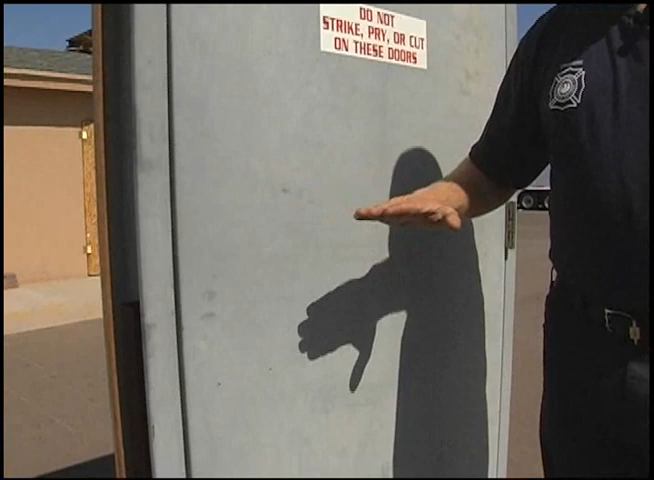 DO NOT
STRIKE, PRY, OR CUT
ON THESE DOORS